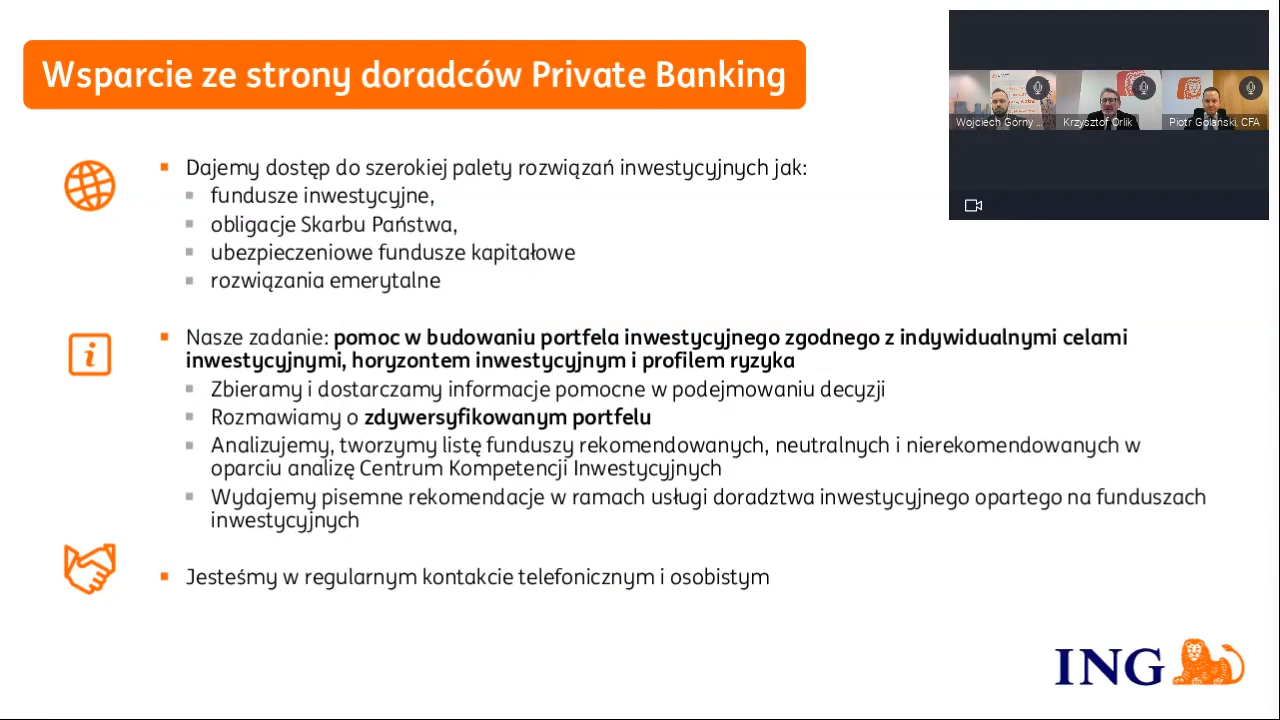 Wsparcie ze strony doradców Private Banking
Wojciech Górny ...
Krzysztof Orlik
Piotr Golański, CFA
Dajemy dostęp do szerokiej palety rozwiązań inwestycyjnych jak:
fundusze inwestycyjne,
obligacje Skarbu Państwa,
ubezpieczeniowe fundusze kapitałowe
rozwiązania emerytalne
Nasze zadanie: pomoc w budowaniu portfela inwestycyjnego zgodnego z indywidualnymi celami
inwestycyjnymi, horyzontem inwestycyjnym i profilem ryzyka
Zbieramy i dostarczamy informacje pomocne w podejmowaniu decyzji
Rozmawiamy o zdywersyfikowanym portfelu
Analizujemy, tworzymy listę funduszy rekomendowanych, neutralnych i nierekomendowanych w
oparciu analizę Centrum Kompetencji Inwestycyjnych
Wydajemy pisemne rekomendacje w ramach usługi doradztwa inwestycyjnego opartego na funduszach
inwestycyjnych
Jesteśmy w regularnym kontakcie telefonicznym i osobistym
ING